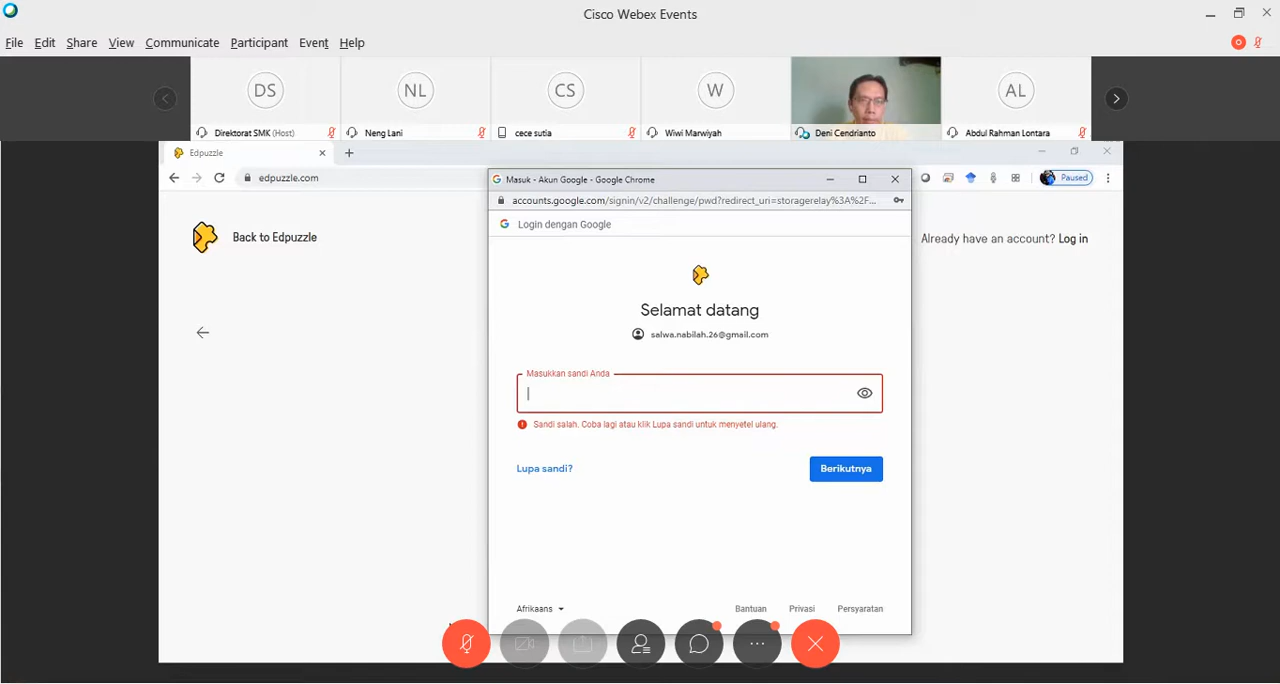 Cisco Webex Events
File Edit Share View Communicate Participant Event Help
DS NL CS W AL
Direktorat SMK (Host) Neng Lani cece sutia Wiwi Marwiyah Deni Cendrianto Abdul Rahman Lontara
Edpuzzle
edpuzzle.com
Paused
Back to Edpuzzle
Already have an account? Log in
Masuk - Akun Google - Google Chrome
accounts.google.com/signin/v2/challenge/pwd?redirect_uri=storagerelay%3A%2F...
Login dengan Google
Selamat datang
salwa.nabilah.26@gmail.com
Masukkan sandi Anda
Sandi salah. Coba lagi atau klik Lupa sandi untuk menyetel ulang.
Lupa sandi? Berikutnya
Afrikaans Bantuan Privasi Persyaratan